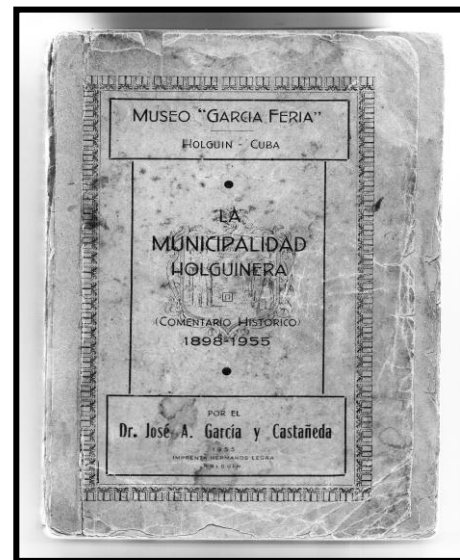 MUSEO "GARCIA FERIA"
HOLGUIN - CUBA
LA
MUNICIPALIDAD
HOLGUINERA
(COMENTARIO HISTORICO)
1898-1955
POR EL
Dr. José A. García y Castañeda
1955
IMPRENTA HERMANOS LEGRA
HOLGUIN